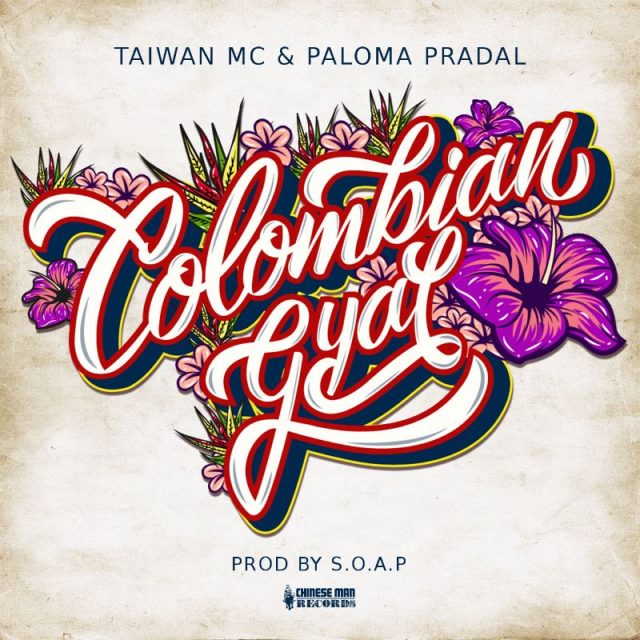 TAIWAN MC & PALOMA PRADAL
Colombian
Gyal
PROD BY S.O.A.P
CHINESE MAN
RECORDS